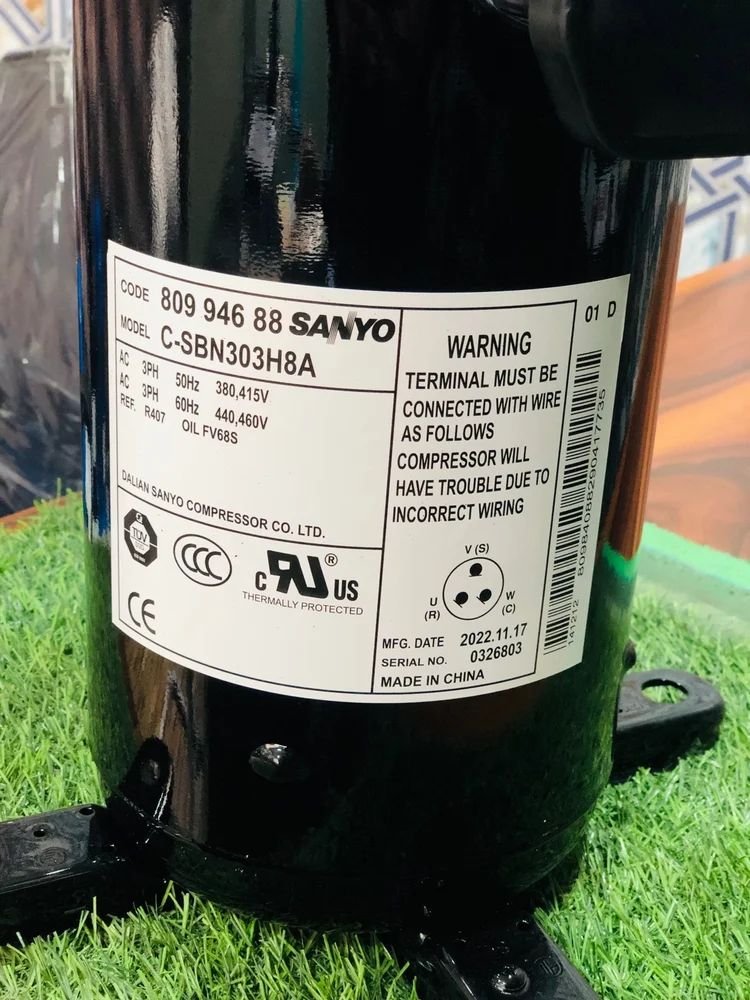 CODE 809 946 88 SANYO
MODEL C-SBN303H8A
AC 3PH 50Hz 380,415V
AC 3PH 60Hz 440,460V
REF. R407 OIL FV68S
DALIAN SANYO COMPRESSOR CO. LTD.
TUV
CCC
c RU ® US
THERMALLY PROTECTED
CE
WARNING
TERMINAL MUST BE
CONNECTED WITH WIRE
AS FOLLOWS
COMPRESSOR WILL
HAVE TROUBLE DUE TO
INCORRECT WIRING
V (S)
U W
(R) (C)
MFG. DATE 2022.11.17
SERIAL NO. 0326803
MADE IN CHINA
01 D
80984088290417735
141212